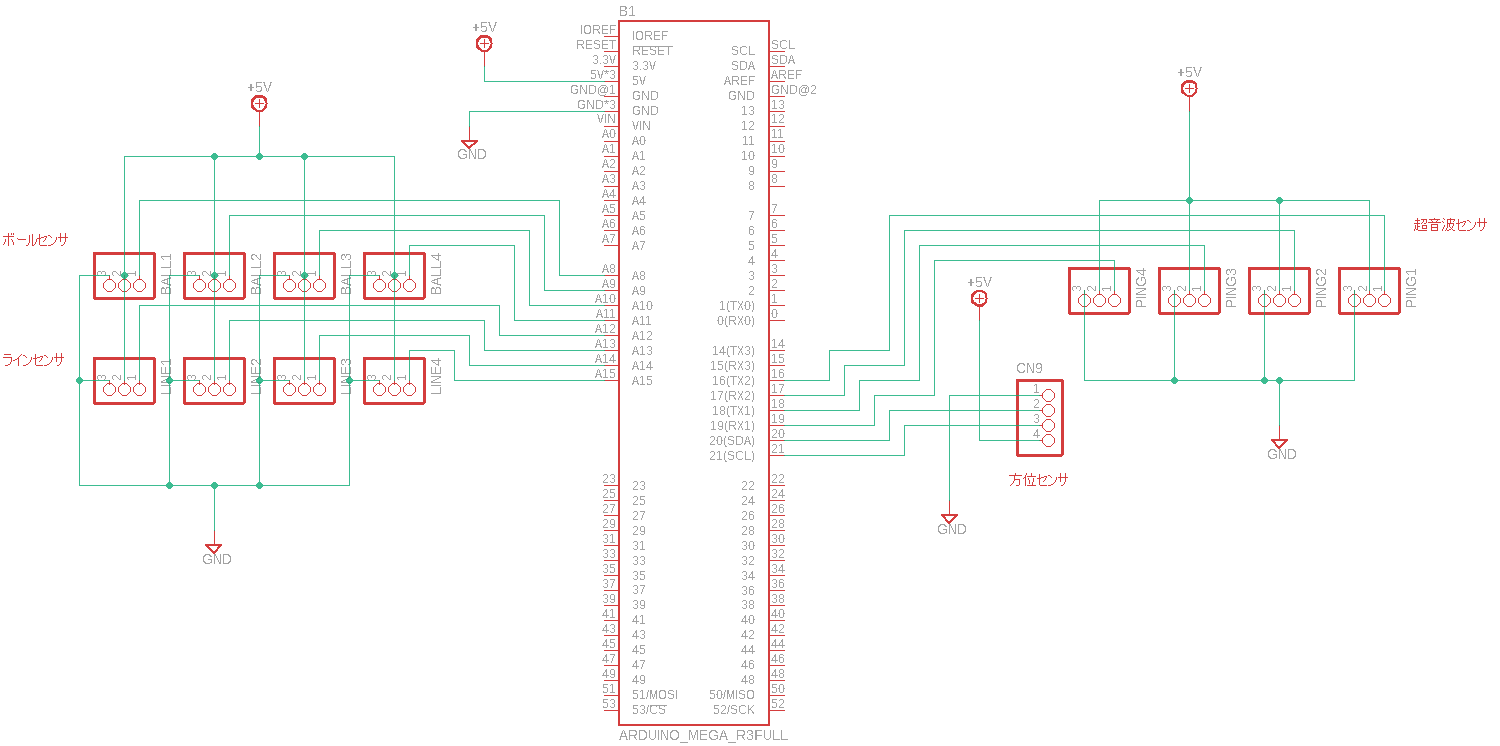 B1
+5V
IOREF
RESET
3.3V
5V*3
GND@1
GND*3
VIN
A0
A1
A2
A3
A4
A5
A6
A7
A8
A9
A10
A11
A12
A13
A14
A15
23
25
27
29
31
33
35
37
39
41
43
45
47
49
51
53
IOREF
RESET
3.3V
5V
GND
GND
VIN
A0
A1
A2
A3
A4
A5
A6
A7
A8
A9
A10
A11
A12
A13
A14
A15
23
25
27
29
31
33
35
37
39
41
43
45
47
49
51/MOSI
53/CS
SCL
SDA
AREF
GND
13
12
11
10
9
8
7
6
5
4
3
2
1(TX0)
0(RX0)
14(TX3)
15(RX3)
16(TX2)
17(RX2)
18(TX1)
19(RX1)
20(SDA)
21(SCL)
22
24
26
28
30
32
34
36
38
40
42
44
46
48
50/MISO
52/SCK
SCL
SDA
AREF
GND@2
13
12
11
10
9
8
7
6
5
4
3
2
1
0
14
15
16
17
18
19
20
21
22
24
26
28
30
32
34
36
38
40
42
44
46
48
50
52
ARDUINO_MEGA_R3FULL
GND
+5V
ボールセンサ
3 2 1 BALL1
3 2 1 BALL2
3 2 1 BALL3
3 2 1 BALL4
ラインセンサ
3 2 1 LINE1
3 2 1 LINE2
3 2 1 LINE3
3 2 1 LINE4
GND
+5V
超音波センサ
3 2 1 PING4
3 2 1 PING3
3 2 1 PING2
3 2 1 PING1
GND
+5V
CN9
1
2
3
4
方位センサ
GND